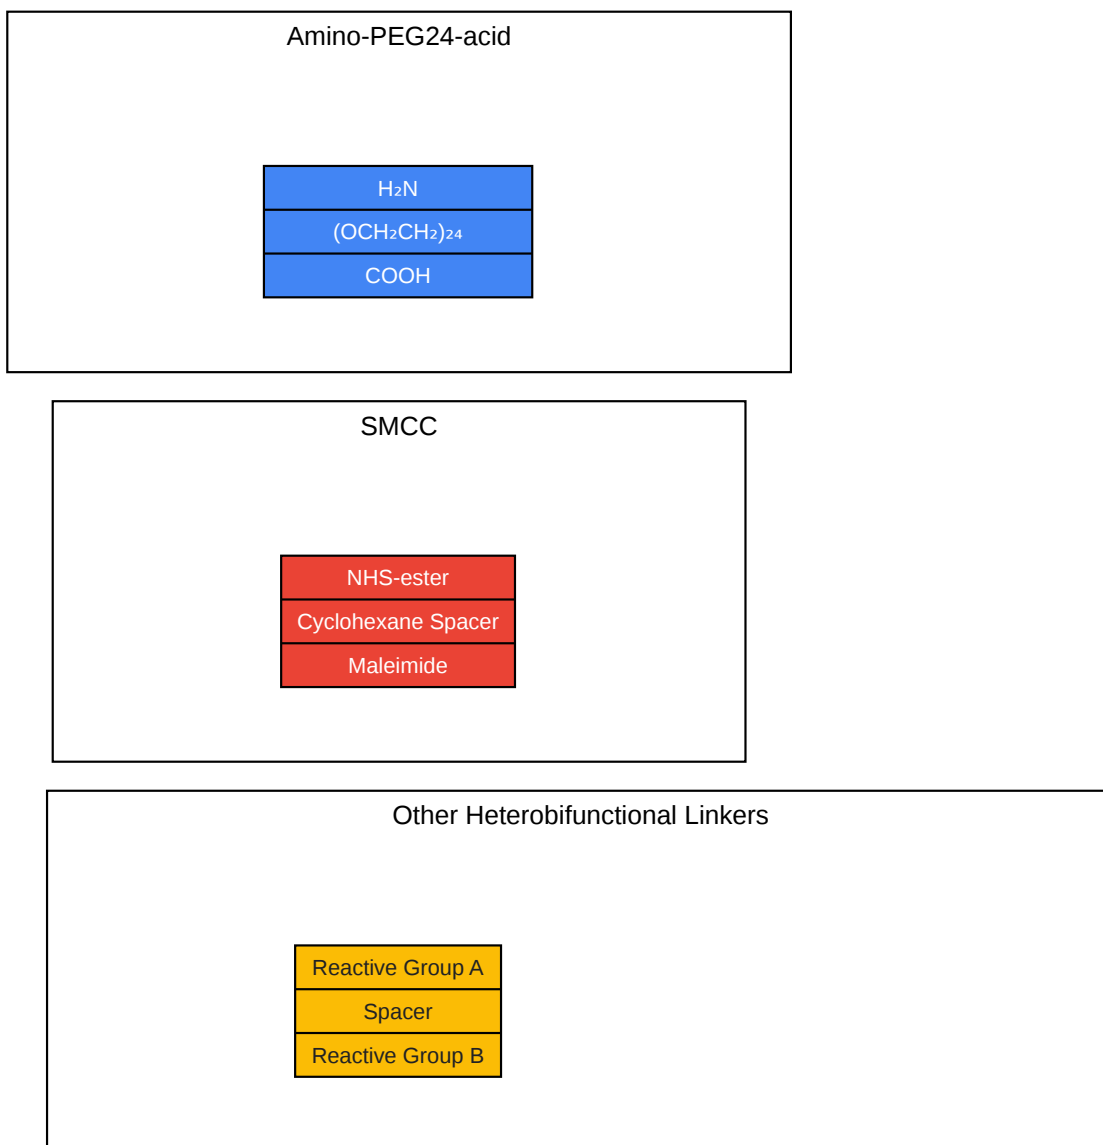 Amino-PEG24-acid
H₂N
(OCH₂CH₂)₂₄
COOH
SMCC
NHS-ester
Cyclohexane Spacer
Maleimide
Other Heterobifunctional Linkers
Reactive Group A
Spacer
Reactive Group B